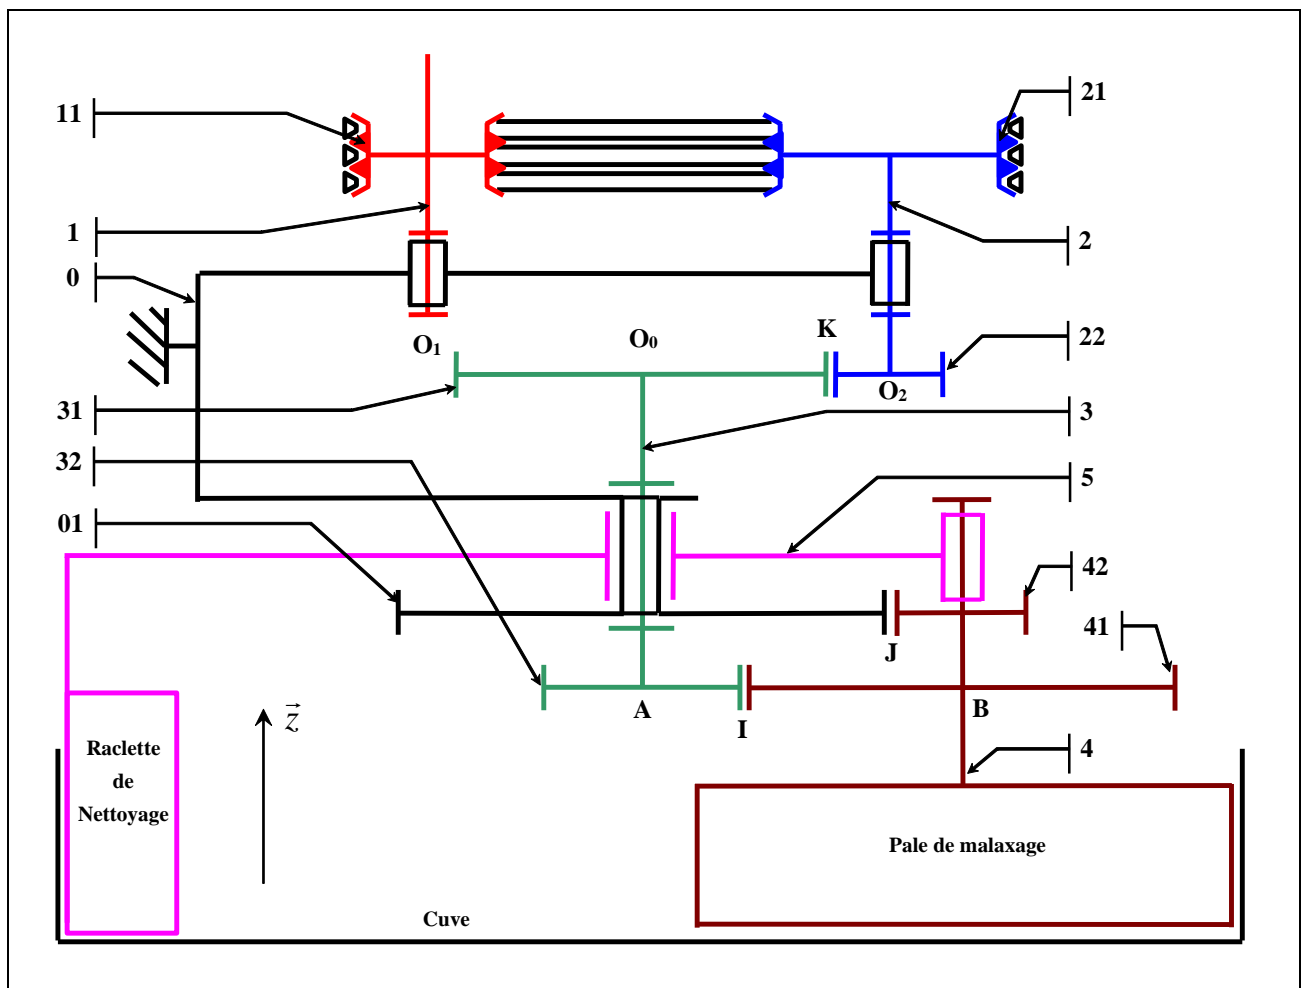 11
21
1
2
0
O₁
O₀
K
22
O₂
31
3
32
5
01
42
41
J
A
I
B
z⃗
4
Raclette
de
Nettoyage
Pale de malaxage
Cuve